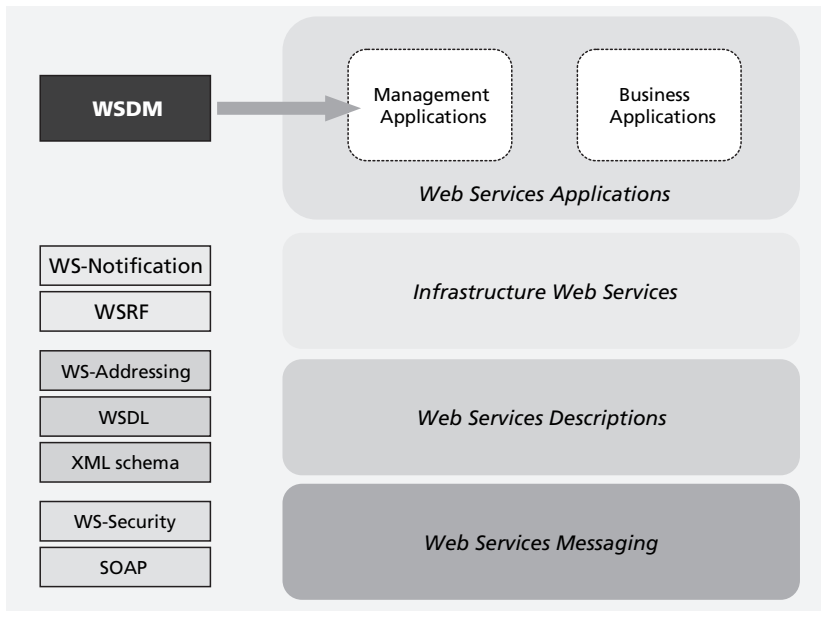 WSDM
Management
Applications
Business
Applications
Web Services Applications
WS-Notification
WSRF
Infrastructure Web Services
WS-Addressing
WSDL
XML schema
Web Services Descriptions
WS-Security
SOAP
Web Services Messaging